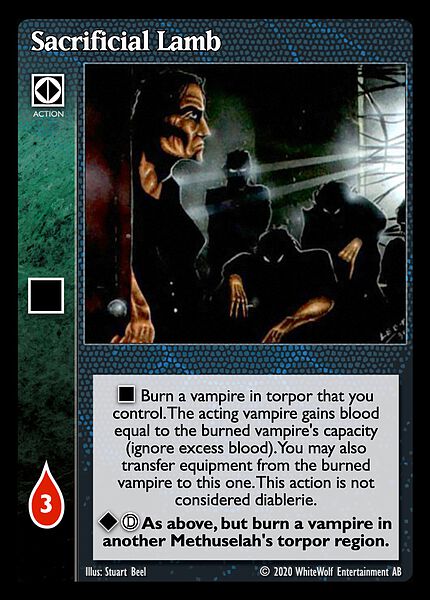 Sacrificial Lamb
ACTION
Burn a vampire in torpor that you
control. The acting vampire gains blood
equal to the burned vampire's capacity
(ignore excess blood). You may also
transfer equipment from the burned
vampire to this one. This action is not
considered diablerie.
Ⓓ As above, but burn a vampire in
another Methuselah's torpor region.
3
Illus: Stuart Beel © 2020 WhiteWolf Entertainment AB